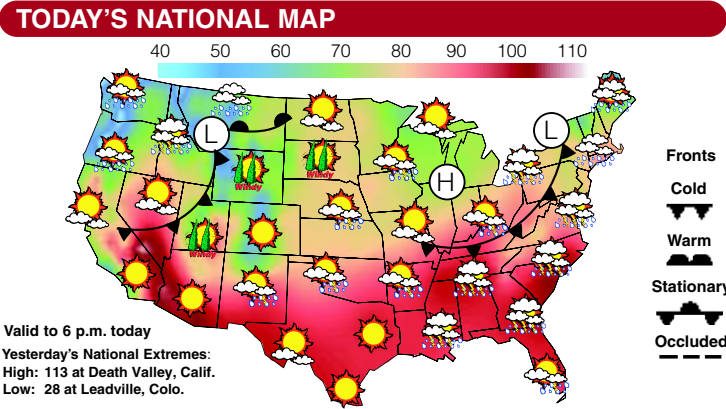 TODAY'S NATIONAL MAP
40 50 60 70 80 90 100 110
L
L
H
Windy
Windy
Windy
Fronts
Cold
Warm
Stationary
Occluded
Valid to 6 p.m. today
Yesterday's National Extremes:
High: 113 at Death Valley, Calif.
Low: 28 at Leadville, Colo.